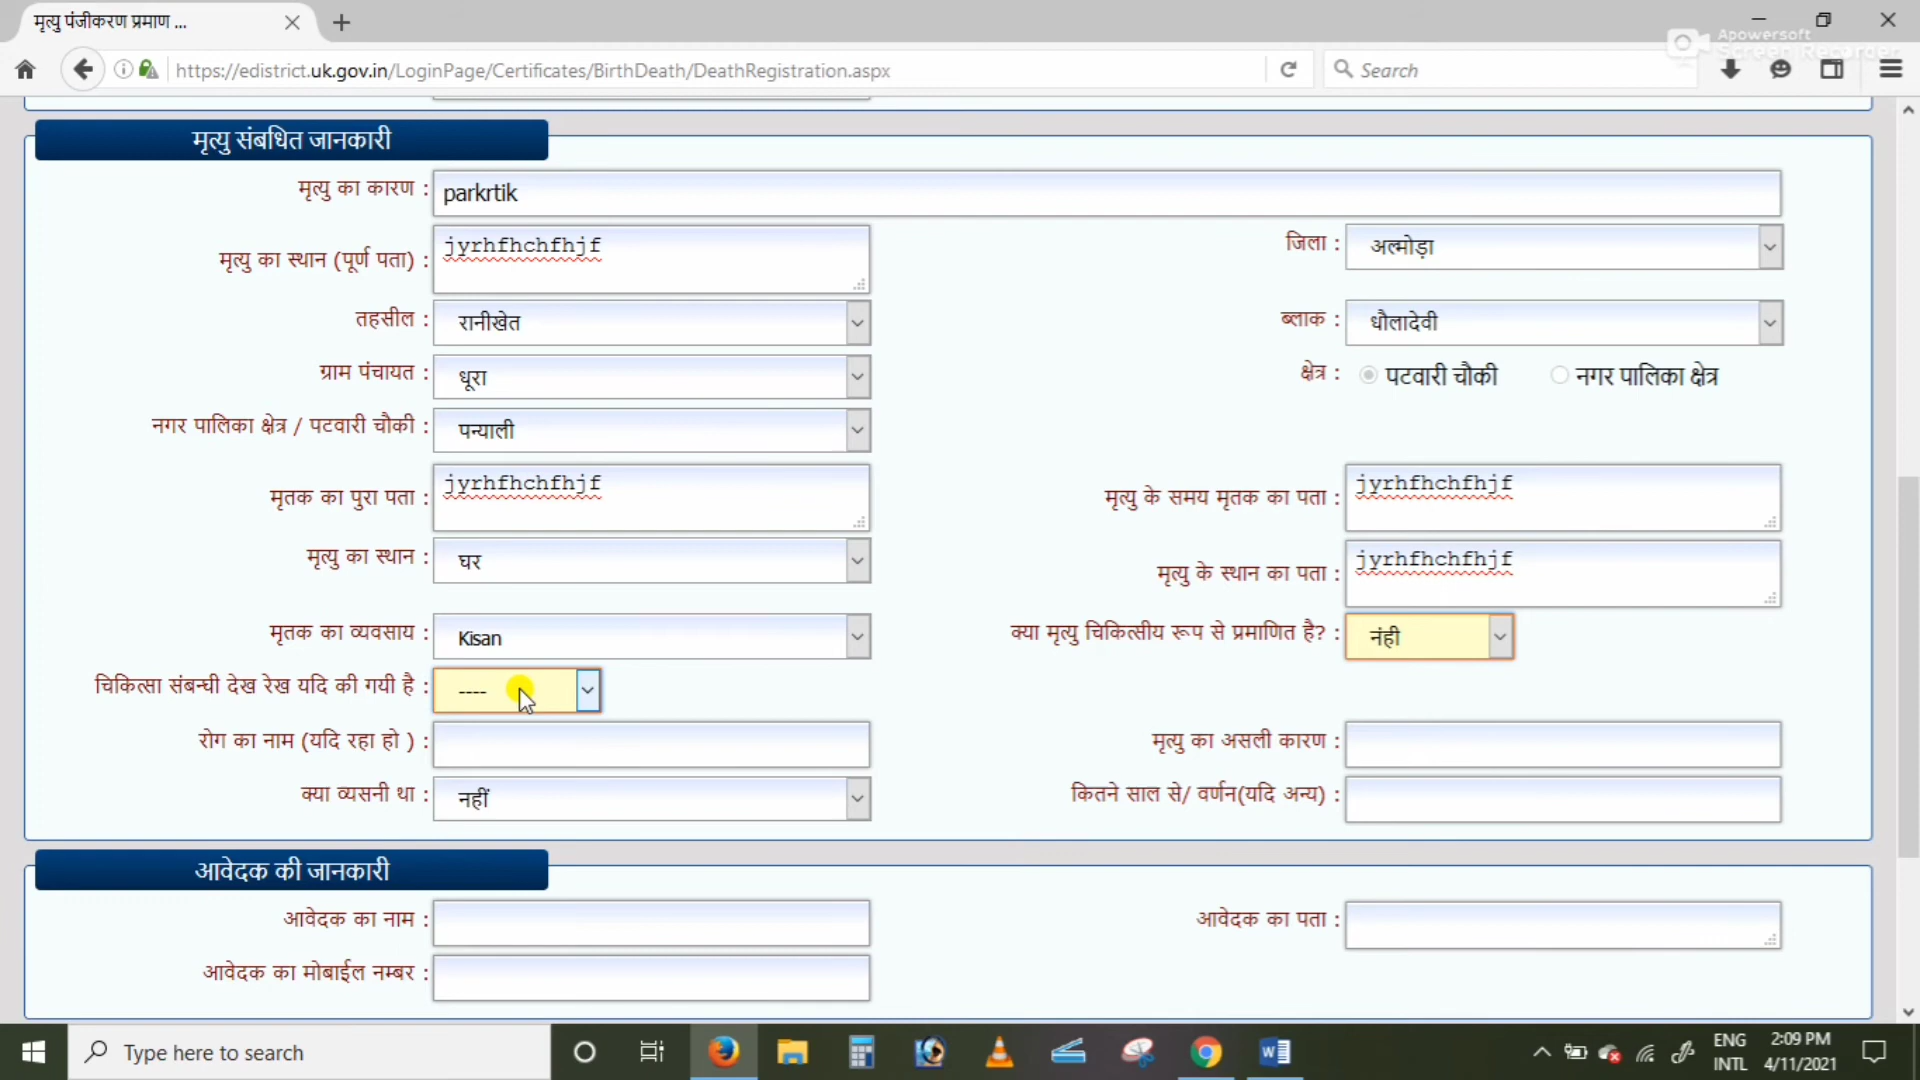 मृत्यु पंजीकरण प्रमाण ...
Apowersoft
Screen Recorder
https://edistrict.uk.gov.in/LoginPage/Certificates/BirthDeath/DeathRegistration.aspx
Search
मृत्यु संबधित जानकारी
मृत्यु का कारण : parkrtik
मृत्यु का स्थान (पूर्ण पता) : jyrhfhchfhjf जिला : अल्मोड़ा
तहसील : रानीखेत ब्लाक : धौलादेवी
ग्राम पंचायत : धूरा क्षेत्र : पटवारी चौकी नगर पालिका क्षेत्र
नगर पालिका क्षेत्र / पटवारी चौकी : पन्याली
मृतक का पुरा पता : jyrhfhchfhjf मृत्यु के समय मृतक का पता : jyrhfhchfhjf
मृत्यु का स्थान : घर मृत्यु के स्थान का पता : jyrhfhchfhjf
मृतक का व्यवसाय : Kisan क्या मृत्यु चिकित्सीय रूप से प्रमाणित है? : नंही
चिकित्सा संबन्धी देख रेख यदि की गयी है : ----
रोग का नाम (यदि रहा हो ) : मृत्यु का असली कारण :
क्या व्यसनी था : नहीं कितने साल से/ वर्णन(यदि अन्य) :
आवेदक की जानकारी
आवेदक का नाम : आवेदक का पता :
आवेदक का मोबाईल नम्बर :
Type here to search
ENG 2:09 PM
INTL 4/11/2021